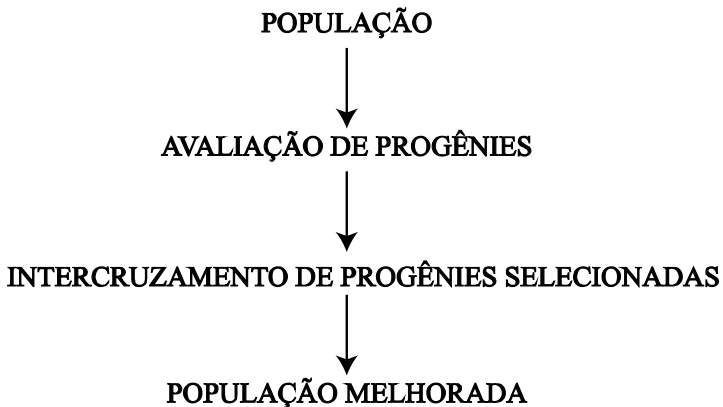 POPULAÇÃO
AVALIAÇÃO DE PROGÊNIES
INTERCRUZAMENTO DE PROGÊNIES SELECIONADAS
POPULAÇÃO MELHORADA